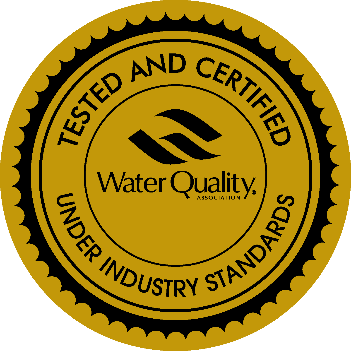 TESTED AND CERTIFIED
Water Quality®
ASSOCIATION
UNDER INDUSTRY STANDARDS